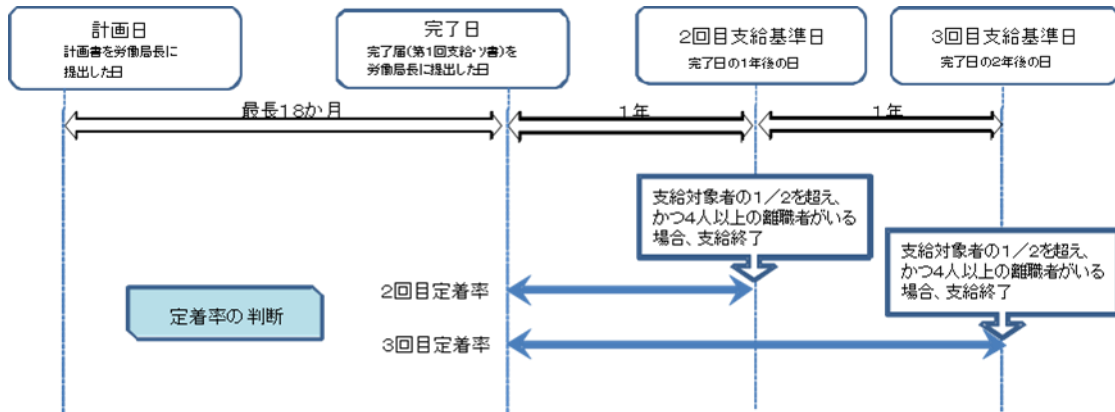 計画日
計画書を労働局長に
提出した日
完了日
完了届(第1回支給・ソ書)を
労働局長に提出した日
2回目支給基準日
完了日の1年後の日
3回目支給基準日
完了日の2年後の日
最長18か月
1年
1年
支給対象者の1/2を超え、
かつ4人以上の離職者がいる
場合、支給終了
支給対象者の1/2を超え、
かつ4人以上の離職者がいる
場合、支給終了
2回目定着率
定着率の判断
3回目定着率